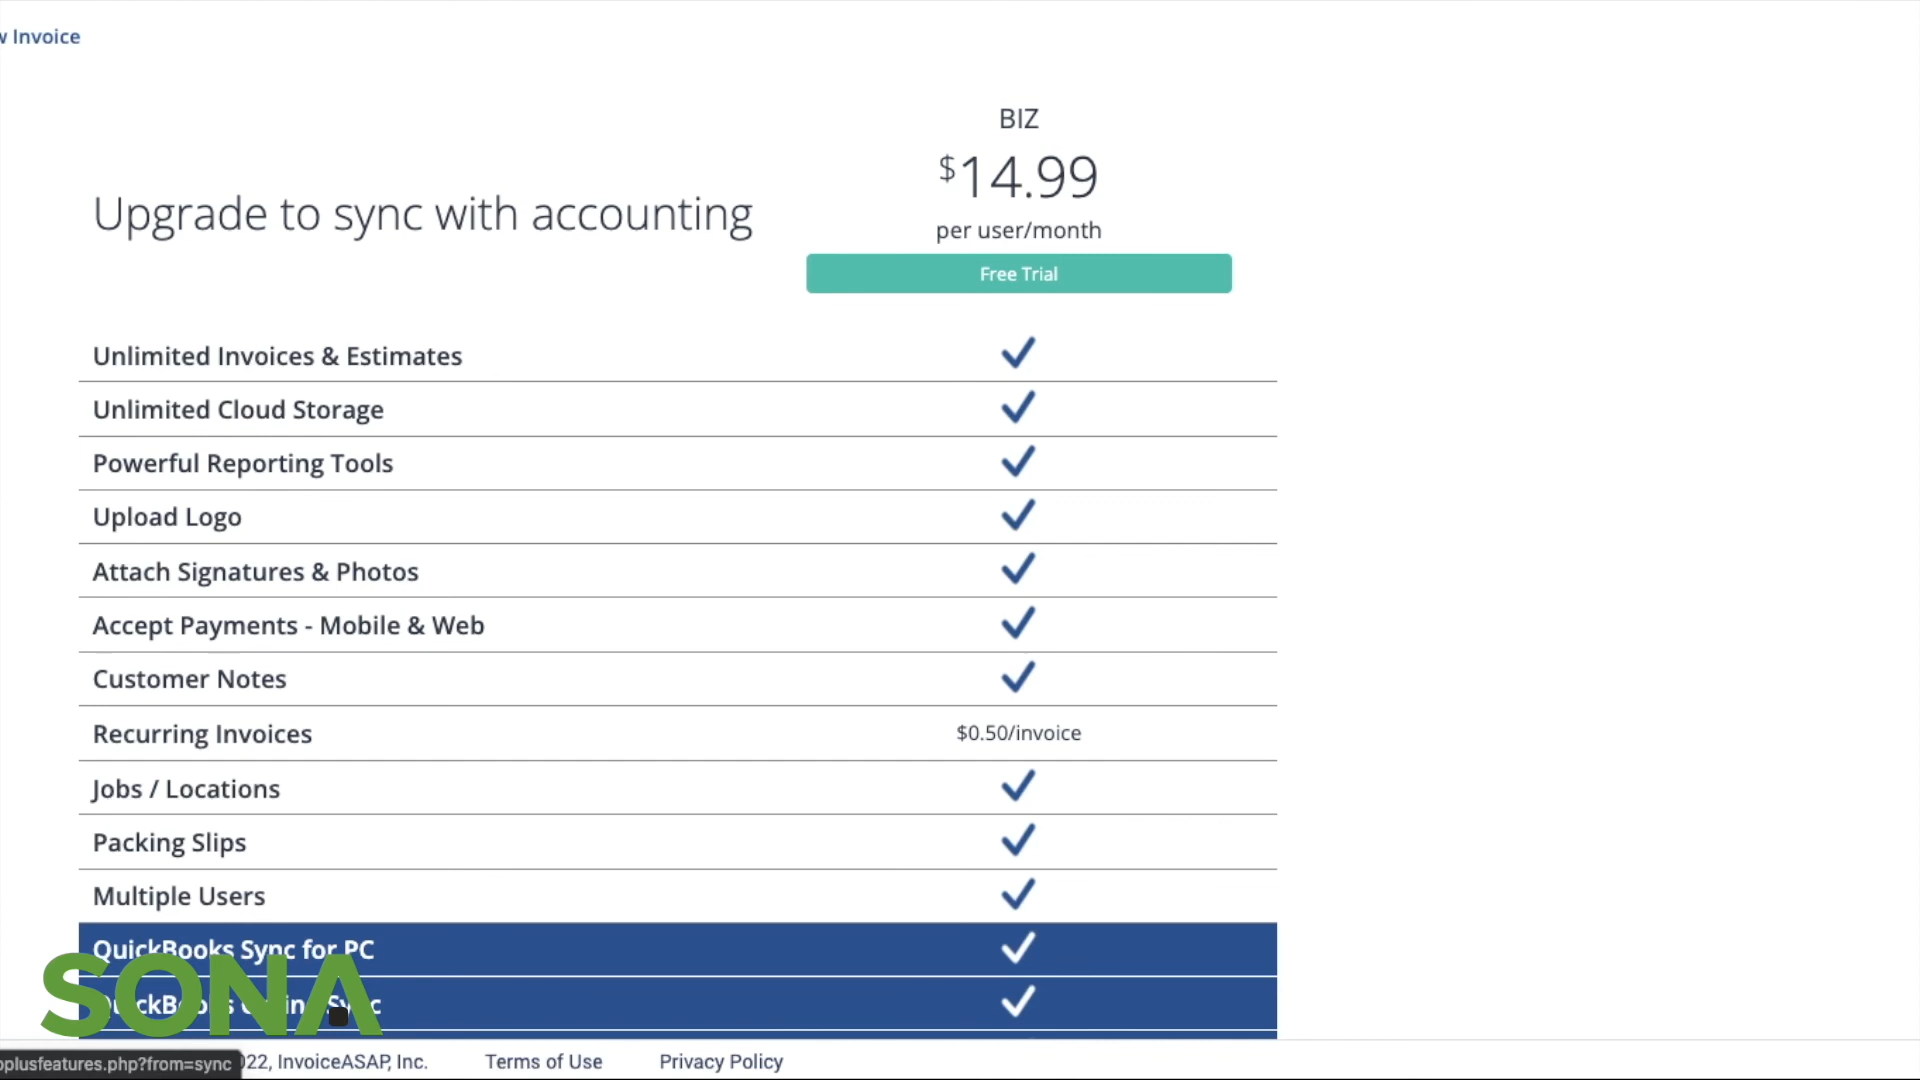 Invoice
BIZ
$14.99
per user/month
Upgrade to sync with accounting
Free Trial
Unlimited Invoices & Estimates
Unlimited Cloud Storage
Powerful Reporting Tools
Upload Logo
Attach Signatures & Photos
Accept Payments - Mobile & Web
Customer Notes
Recurring Invoices $0.50/invoice
Jobs / Locations
Packing Slips
Multiple Users
QuickBooks Sync for PC
SONA
plusfeatures.php?from=sync
022, InvoiceASAP, Inc. Terms of Use Privacy Policy